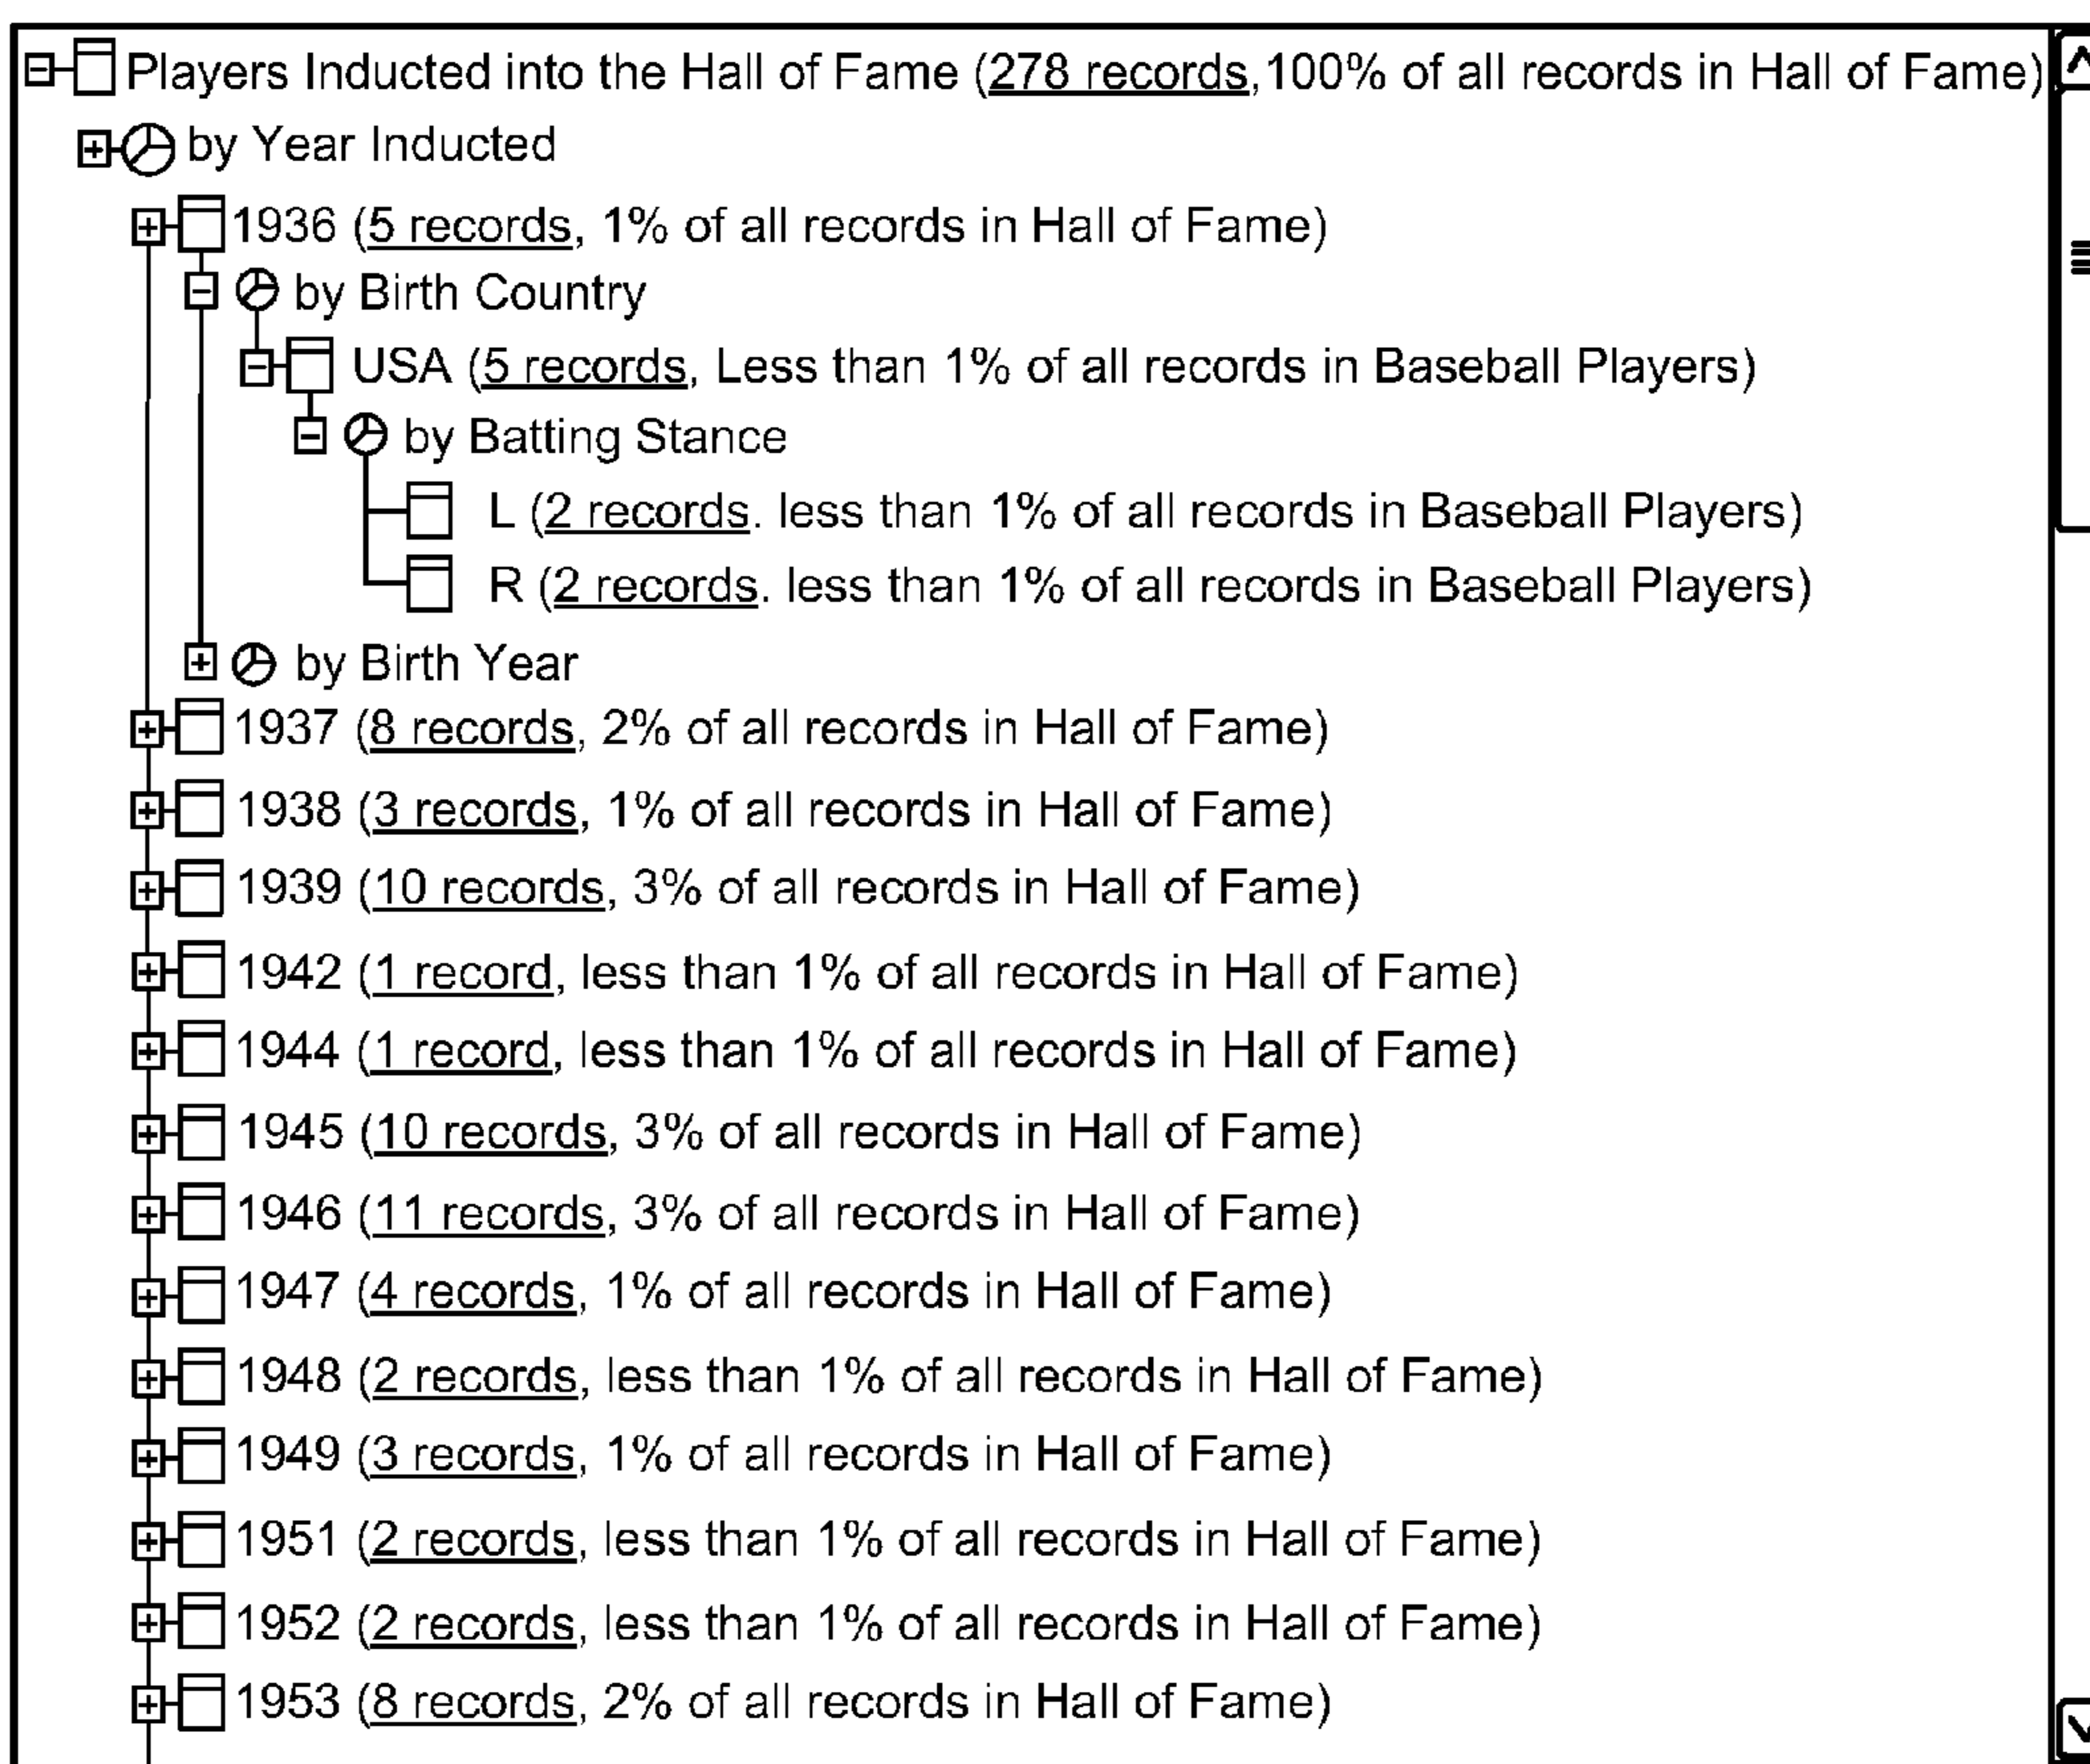 Players Inducted into the Hall of Fame (278 records,100% of all records in Hall of Fame)
by Year Inducted
1936 (5 records, 1% of all records in Hall of Fame)
by Birth Country
USA (5 records, Less than 1% of all records in Baseball Players)
by Batting Stance
L (2 records. less than 1% of all records in Baseball Players)
R (2 records. less than 1% of all records in Baseball Players)
by Birth Year
1937 (8 records, 2% of all records in Hall of Fame)
1938 (3 records, 1% of all records in Hall of Fame)
1939 (10 records, 3% of all records in Hall of Fame)
1942 (1 record, less than 1% of all records in Hall of Fame)
1944 (1 record, less than 1% of all records in Hall of Fame)
1945 (10 records, 3% of all records in Hall of Fame)
1946 (11 records, 3% of all records in Hall of Fame)
1947 (4 records, 1% of all records in Hall of Fame)
1948 (2 records, less than 1% of all records in Hall of Fame)
1949 (3 records, 1% of all records in Hall of Fame)
1951 (2 records, less than 1% of all records in Hall of Fame)
1952 (2 records, less than 1% of all records in Hall of Fame)
1953 (8 records, 2% of all records in Hall of Fame)